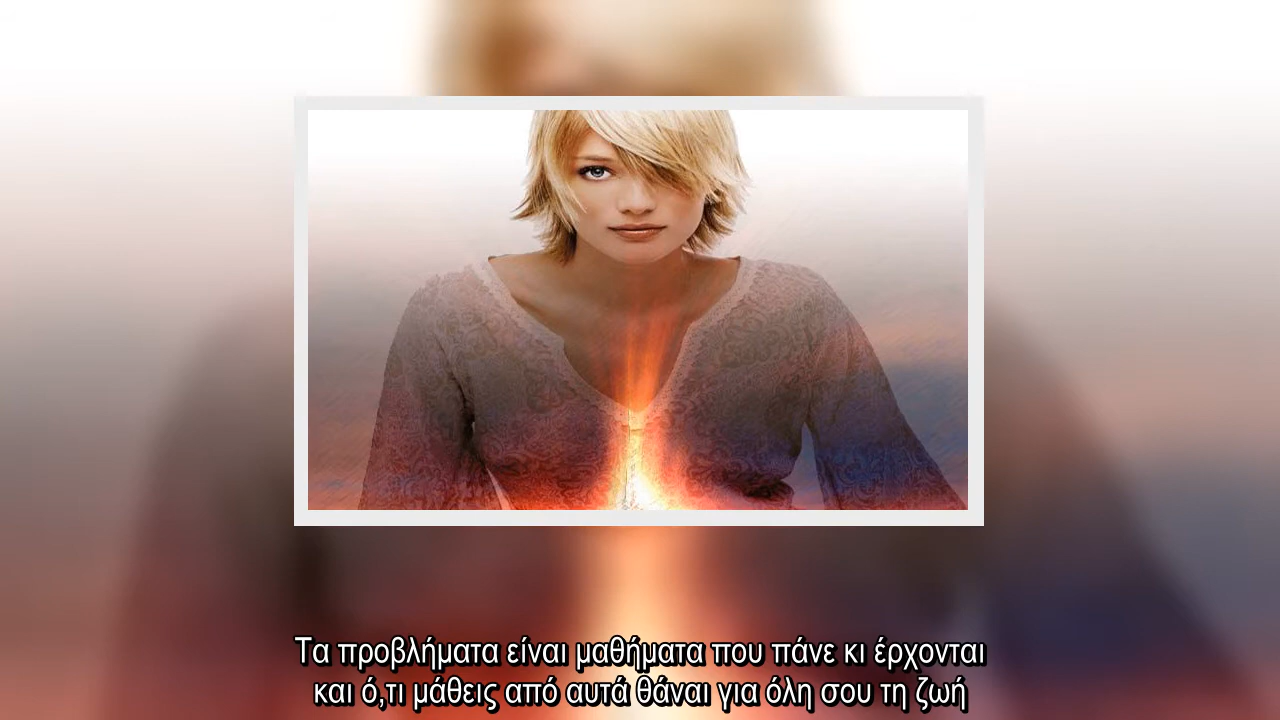 Τα προβλήματα είναι μαθήματα που πάνε κι έρχονται
και ό,τι μάθεις από αυτά θάναι για όλη σου τη ζωή